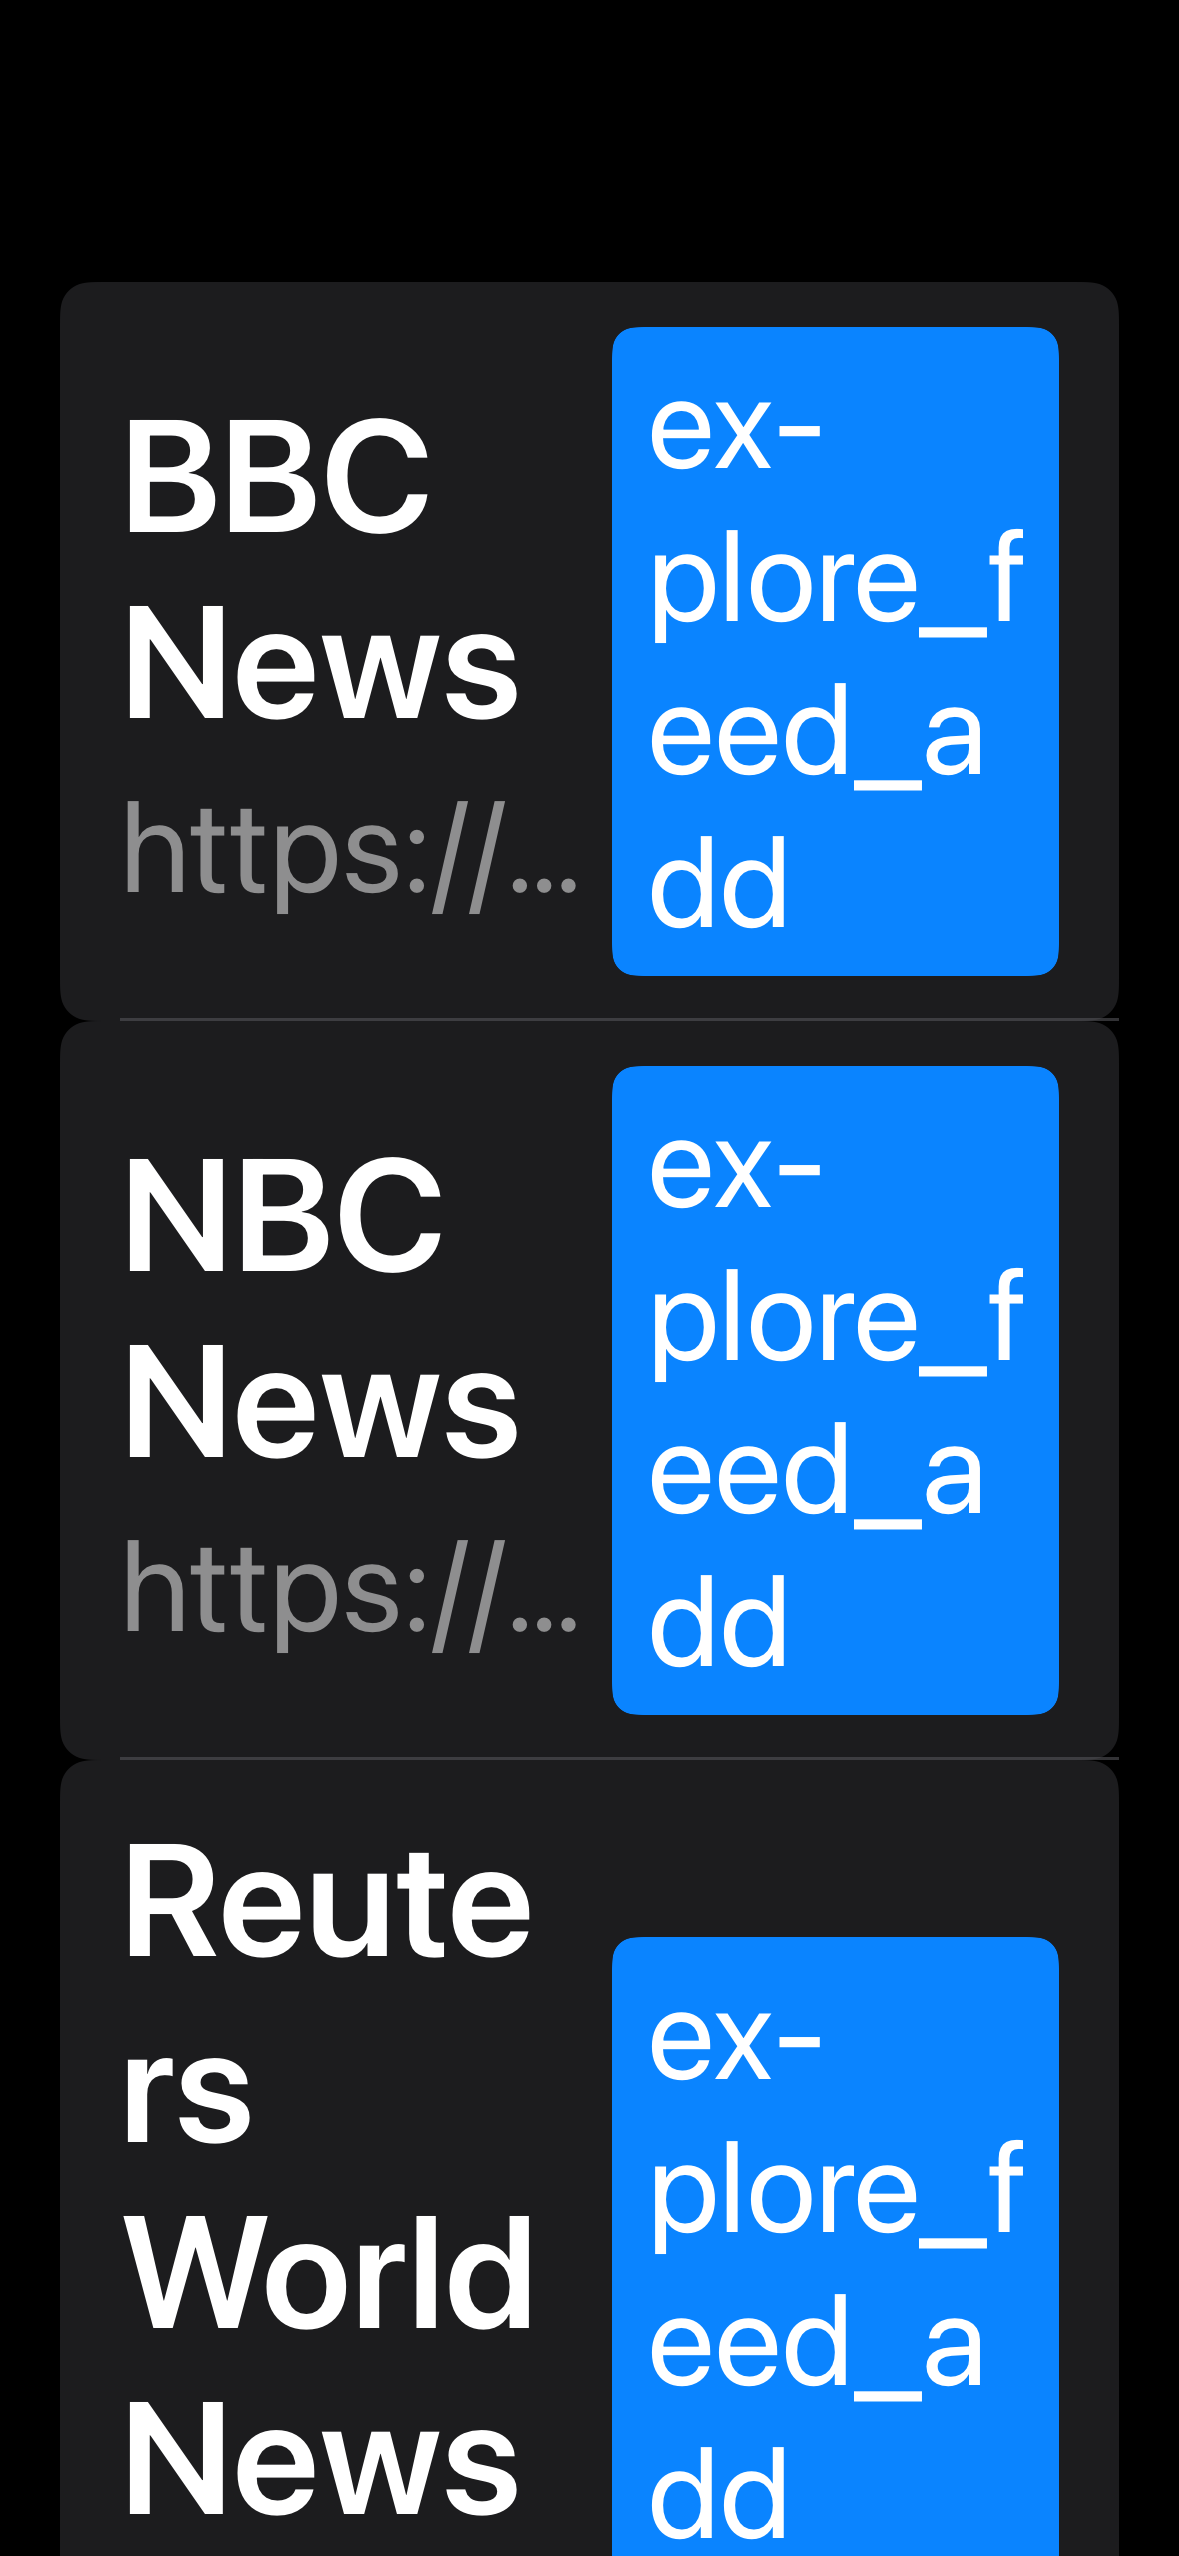 BBC
News
https://...
ex-
plore_f
eed_a
dd
NBC
News
https://...
ex-
plore_f
eed_a
dd
Reute
rs
World
News
ex-
plore_f
eed_a
dd